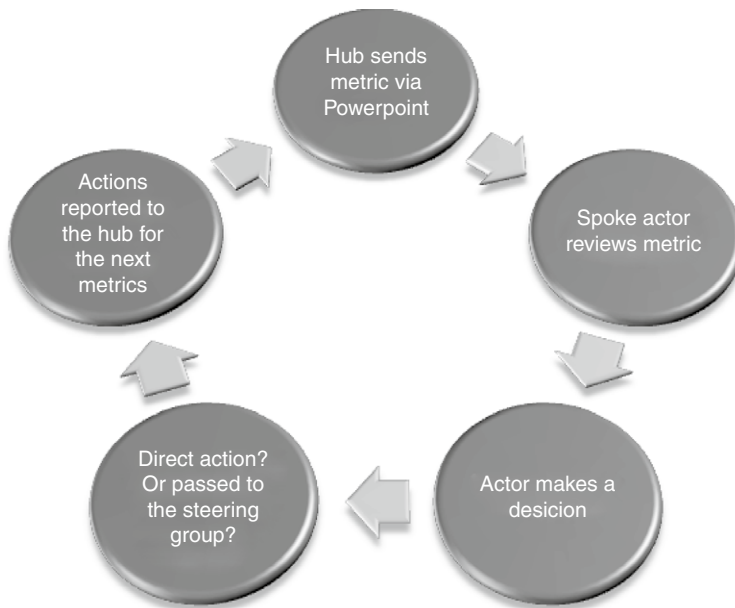 Hub sends
metric via
Powerpoint
Spoke actor
reviews metric
Actor makes a
desicion
Direct action?
Or passed to
the steering
group?
Actions
reported to
the hub for
the next
metrics